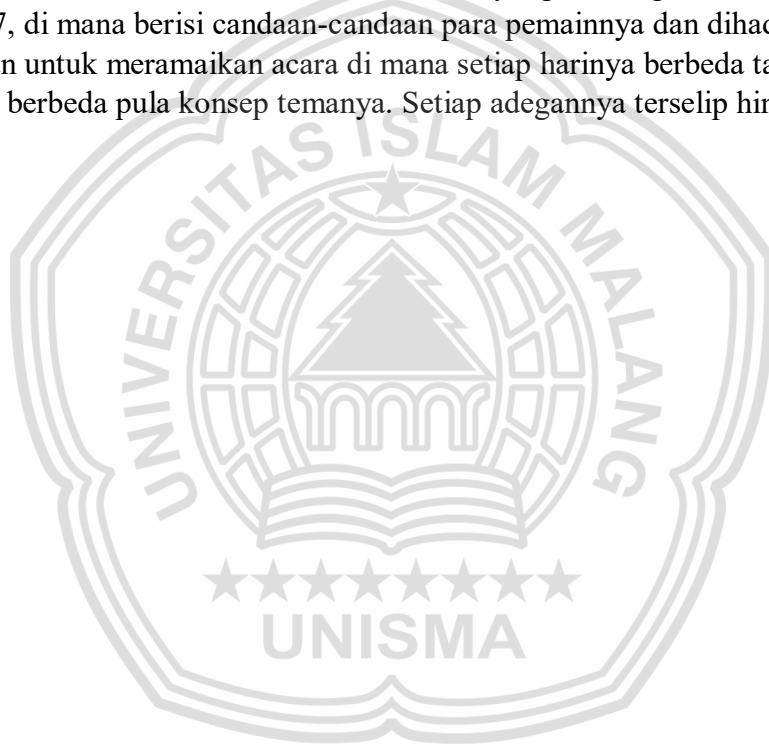 7, di mana berisi candaan-candaan para pemainnya dan dihad
n untuk meramaikan acara di mana setiap harinya berbeda ta
berbeda pula konsep temanya. Setiap adegannya terselip hin
UNIVERSITAS ISLAM MALANG
UNISMA